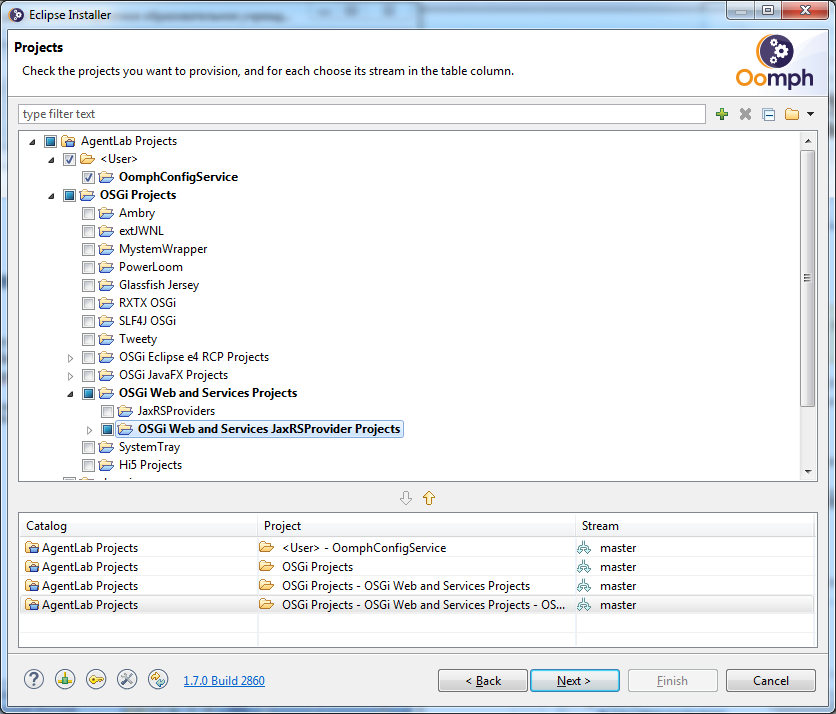 Eclipse Installer
Projects
Check the projects you want to provision, and for each choose its stream in the table column.
Oomph
type filter text
AgentLab Projects
<User>
OomphConfigService
OSGi Projects
Ambry
extJWNL
MystemWrapper
PowerLoom
Glassfish Jersey
RXTX OSGi
SLF4J OSGi
Tweety
OSGi Eclipse e4 RCP Projects
OSGi JavaFX Projects
OSGi Web and Services Projects
JaxRSProviders
OSGi Web and Services JaxRSProvider Projects
SystemTray
Hi5 Projects
Catalog Project Stream
AgentLab Projects <User> - OomphConfigService master
AgentLab Projects OSGi Projects master
AgentLab Projects OSGi Projects - OSGi Web and Services Projects master
AgentLab Projects OSGi Projects - OSGi Web and Services Projects - OS... master
1.7.0 Build 2860 < Back Next > Finish Cancel